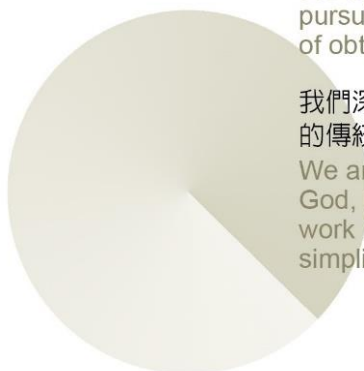 pursu
of obt
我們深
的傳統
We ar
God,
work
simpli